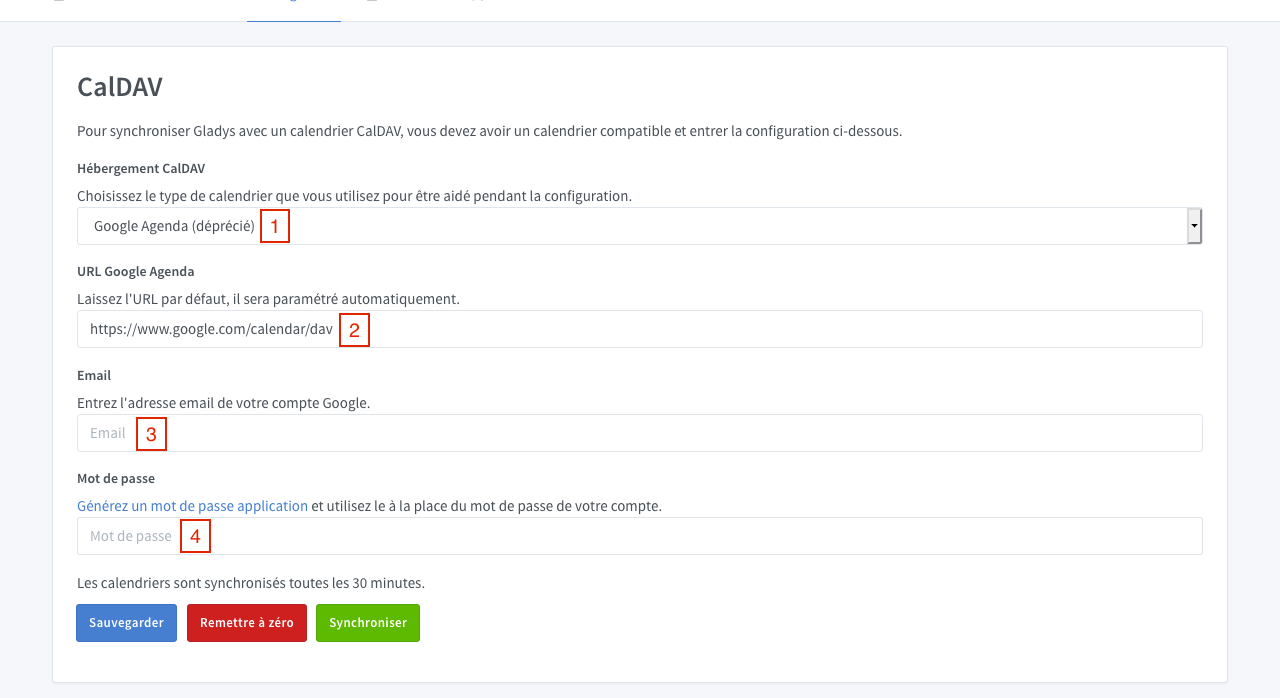 CalDAV
Pour synchroniser Gladys avec un calendrier CalDAV, vous devez avoir un calendrier compatible et entrer la configuration ci-dessous.
Hébergement CalDAV
Choisissez le type de calendrier que vous utilisez pour être aidé pendant la configuration.
Google Agenda (déprécié) 1
URL Google Agenda
Laissez l'URL par défaut, il sera paramétré automatiquement.
https://www.google.com/calendar/dav 2
Email
Entrez l'adresse email de votre compte Google.
Email 3
Mot de passe
Générez un mot de passe application et utilisez le à la place du mot de passe de votre compte.
Mot de passe 4
Les calendriers sont synchronisés toutes les 30 minutes.
Sauvegarder Remettre à zéro Synchroniser